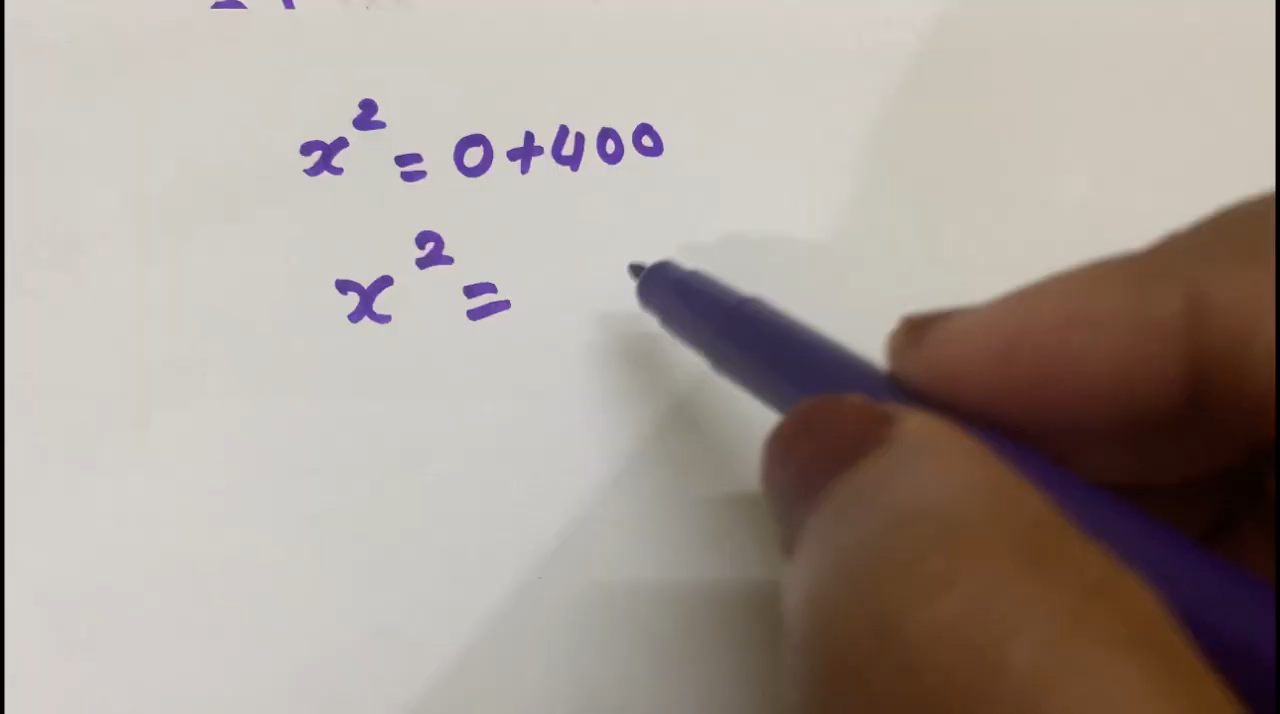 x² = 0+400
x² =